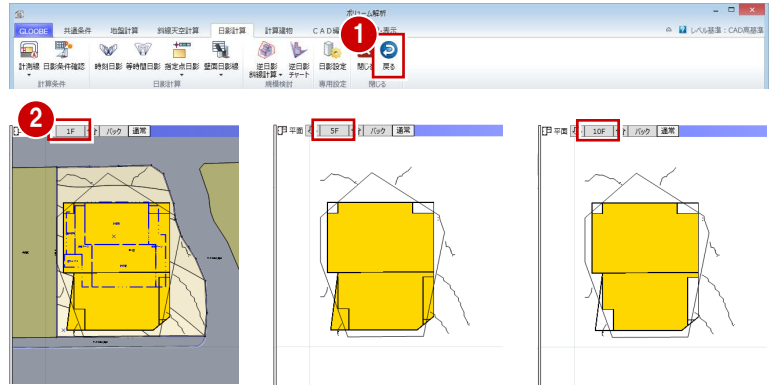 ボリューム解析
GLOOBE 共通条件 地盤計算 斜線天空計算 日影計算 計算建物 CAD編 表示 レベル基準：CAD高基準
1
計測線 日影条件確認 時刻日影 等時間日影 指定点日影 壁面日影線 逆日影 斜線計算 逆日影 チャート 日影設定 閉じる 戻る
計算条件 日影計算 規模検討 専用設定 閉じる
2
1F バック 通常
平面 5F バック 通常
平面 10F バック 通常